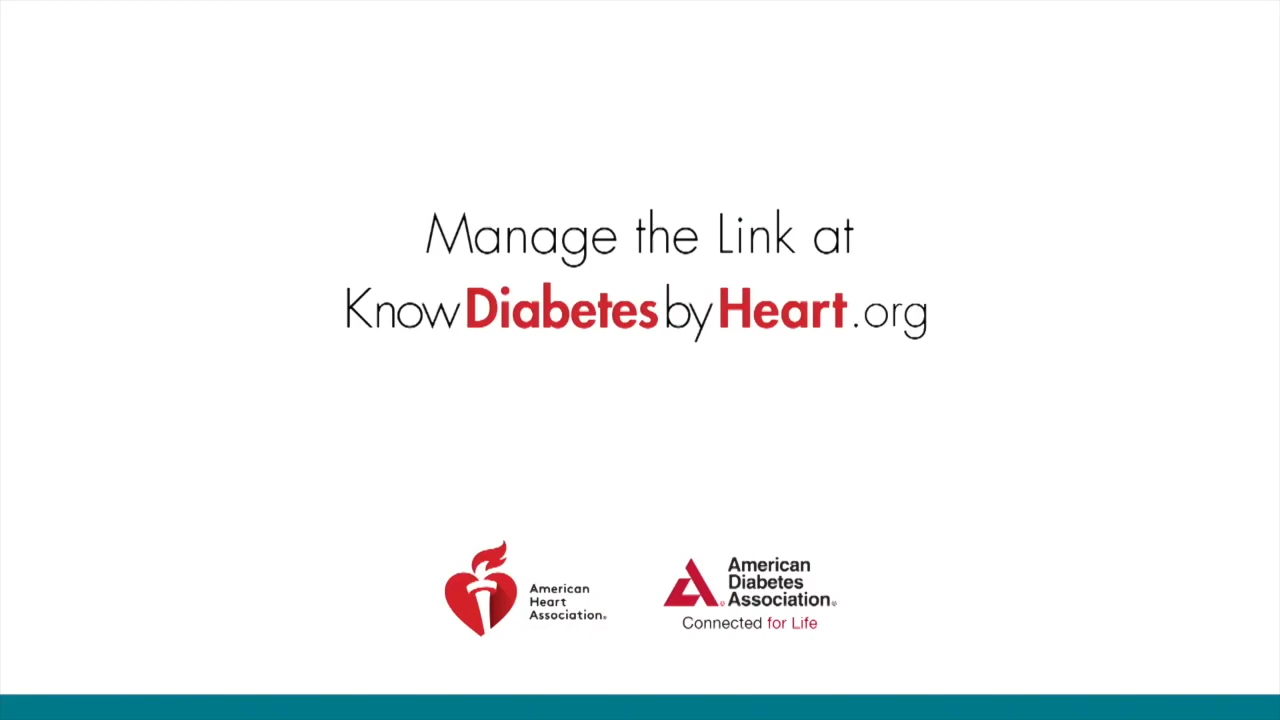 Manage the Link at
KnowDiabetesbyHeart.org
American
Heart
Association®
American
Diabetes
Association®
Connected for Life